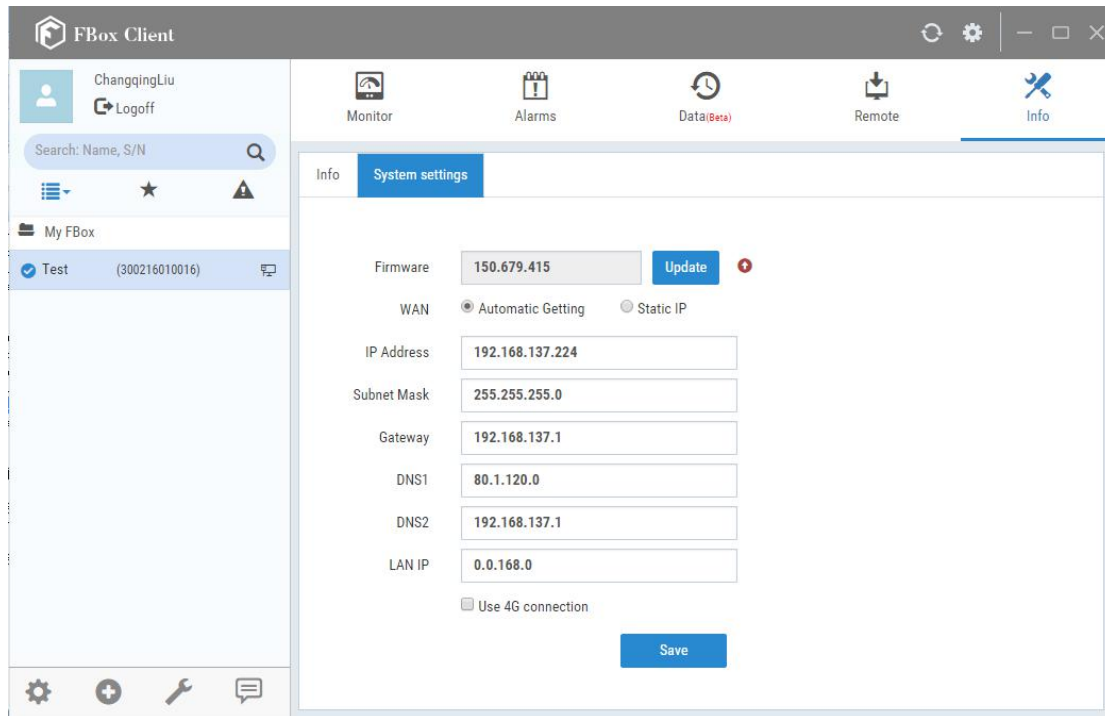 FBox Client
ChangqingLiu
Logoff
Search: Name, S/N
My FBox
Test (300216010016)
Monitor Alarms Data(Beta) Remote Info
Info System settings
Firmware 150.679.415 Update
WAN Automatic Getting Static IP
IP Address 192.168.137.224
Subnet Mask 255.255.255.0
Gateway 192.168.137.1
DNS1 80.1.120.0
DNS2 192.168.137.1
LAN IP 0.0.168.0
Use 4G connection
Save